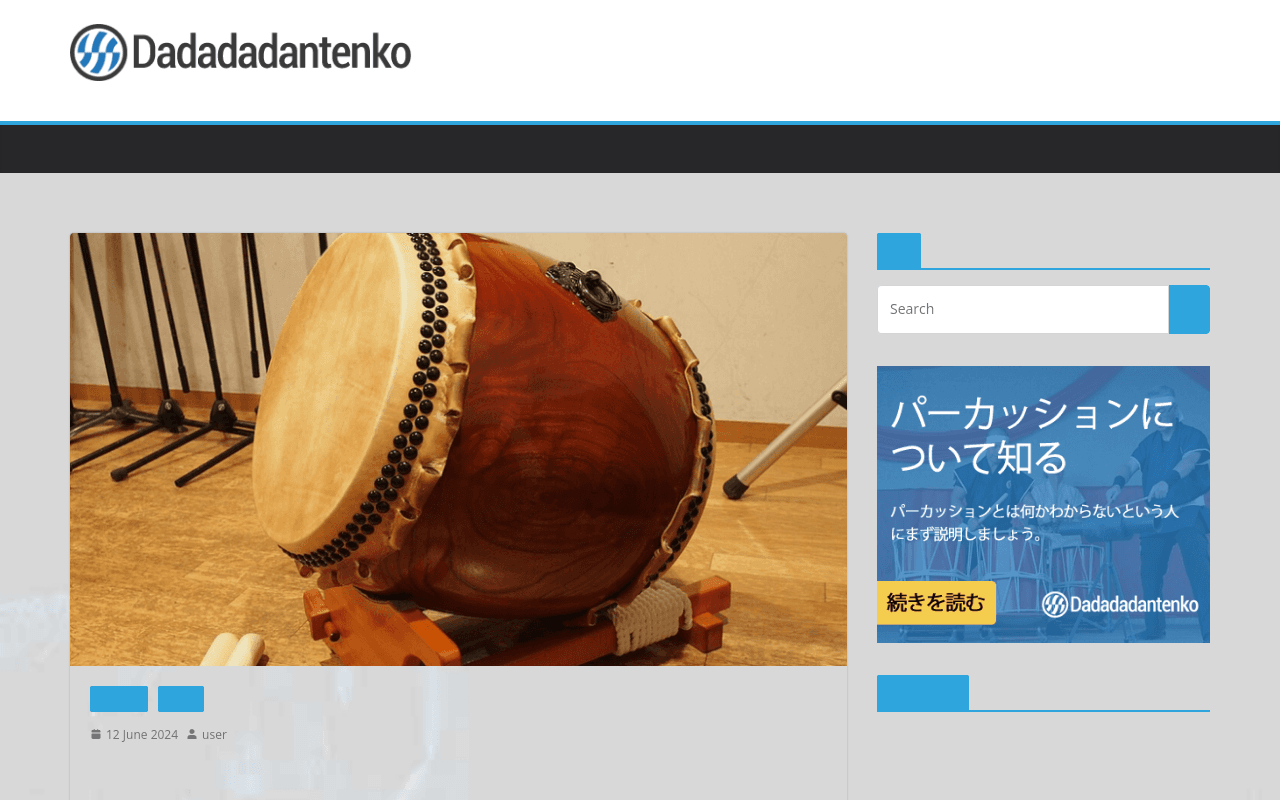 Dadadadantenko
Search
パーカッションに
ついて知る
パーカッションとは何かわからないという人
にまず説明しましょう。
続きを読む
Dadadadantenko
12 June 2024
user